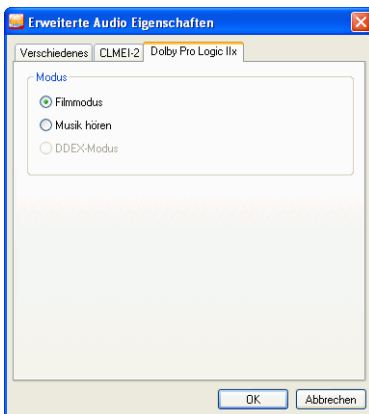 Erweiterte Audio Eigenschaften
Verschiedenes CLMEI-2 Dolby Pro Logic IIx
Modus
Filmmodus
Musik hören
DDEX-Modus
OK Abbrechen